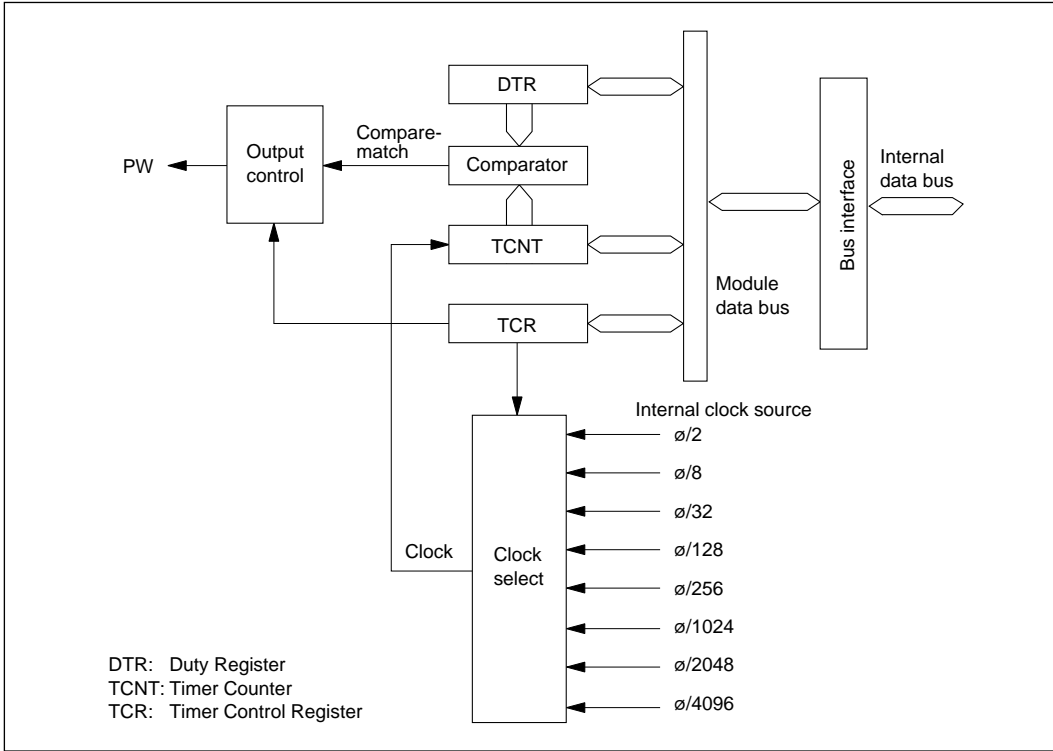 DTR
Compare-
match
Output
control
PW
Comparator
Internal
data bus
Bus interface
TCNT
Module
data bus
TCR
Internal clock source
ø/2
ø/8
ø/32
ø/128
Clock
Clock
select
ø/256
ø/1024
ø/2048
ø/4096
DTR: Duty Register
TCNT: Timer Counter
TCR: Timer Control Register